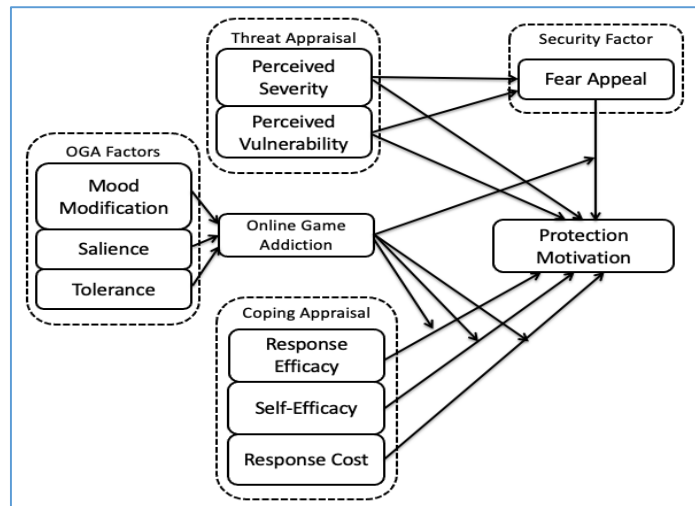 Threat Appraisal
Perceived
Severity
Perceived
Vulnerability
Security Factor
Fear Appeal
OGA Factors
Mood
Modification
Salience
Tolerance
Online Game
Addiction
Protection
Motivation
Coping Appraisal
Response
Efficacy
Self-Efficacy
Response Cost